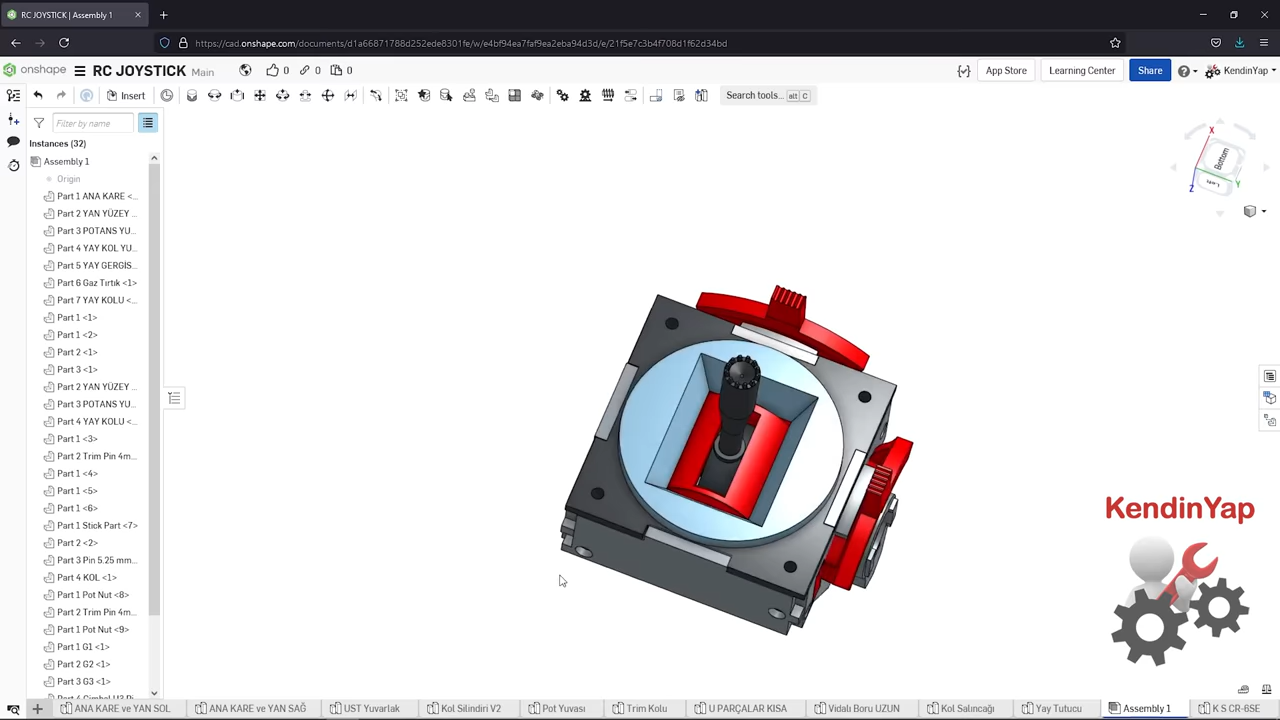 RC JOYSTICK | Assembly 1
https://cad.onshape.com/documents/d1a66871788d252ede8301fe/w/e4bf94ea7faf9ea2eba94d3d/e/21f5e7c3b4f708d1f62d34bd
onshape RC JOYSTICK Main 0 0 0 App Store Learning Center Share KendinYap
Insert Search tools... alt C
Filter by name
Instances (32)
Assembly 1
Origin
Part 1 ANA KARE <...
Part 2 YAN YÜZEY ...
Part 3 POTANS YU...
Part 4 YAY KOL YU...
Part 5 YAY GERGİS...
Part 6 Gaz Tırtık <1>
Part 7 YAY KOLU <...
Part 1 <1>
Part 1 <2>
Part 2 <1>
Part 3 <1>
Part 2 YAN YÜZEY ...
Part 3 POTANS YU...
Part 4 YAY KOLU <...
Part 1 <3>
Part 2 Trim Pin 4m...
Part 1 <4>
Part 1 <5>
Part 1 <6>
Part 1 Stick Part <7>
Part 2 <2>
Part 3 Pin 5.25 mm...
Part 4 KOL <1>
Part 1 Pot Nut <8>
Part 2 Trim Pin 4m...
Part 1 Pot Nut <9>
Part 1 G1 <1>
Part 2 G2 <1>
Part 3 G3 <1>
X
Bottom
Y
Z
KendinYap
ANA KARE ve YAN SOL ANA KARE ve YAN SAĞ UST Yuvarlak Kol Silindiri V2 Pot Yuvası Trim Kolu U PARÇALAR KISA Vidalı Boru UZUN Kol Salıncağı Yay Tutucu Assembly 1 K S CR-6SE